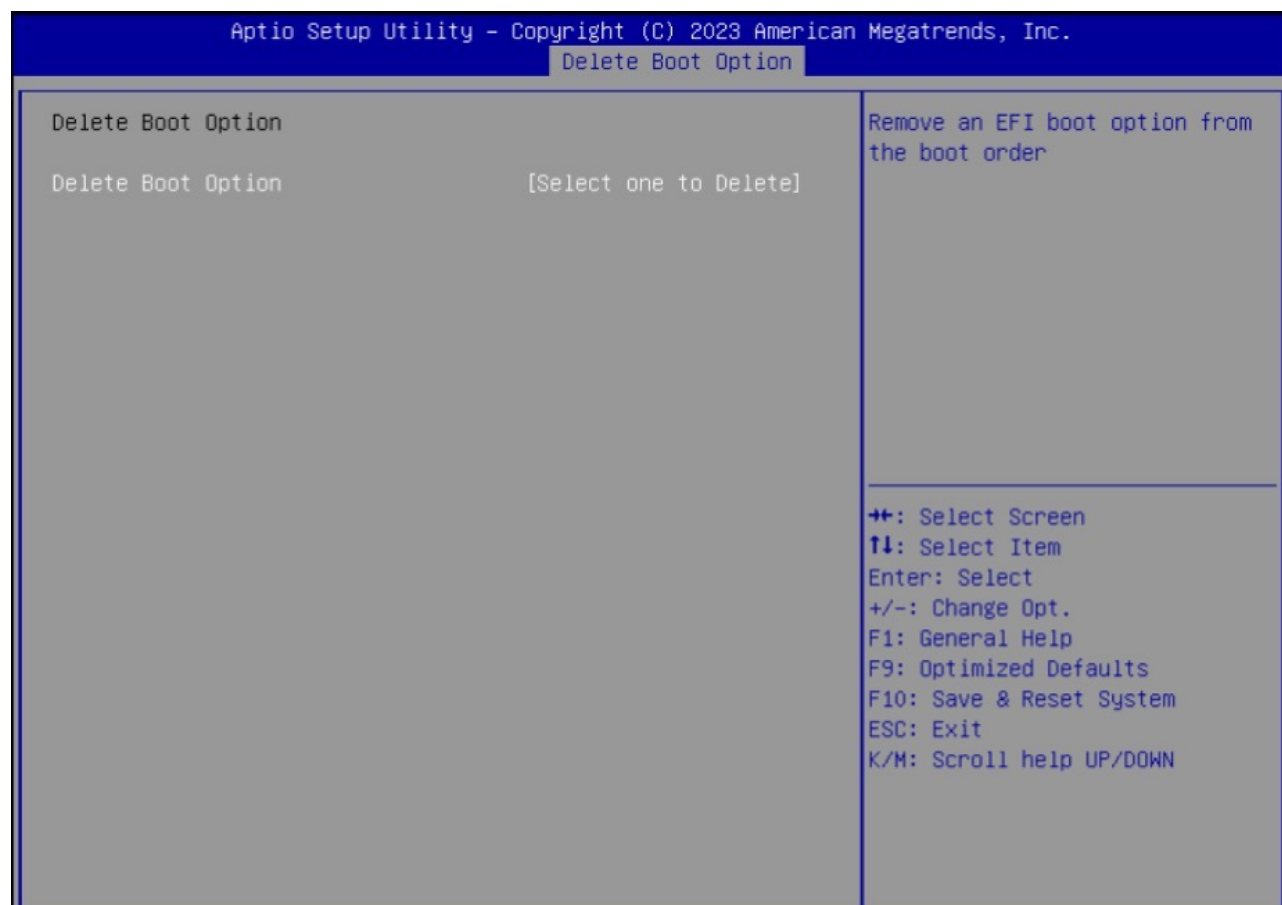 Aptio Setup Utility – Copyright (C) 2023 American Megatrends, Inc.
Delete Boot Option
Delete Boot Option
Delete Boot Option [Select one to Delete]
Remove an EFI boot option from
the boot order
→←: Select Screen
↑↓: Select Item
Enter: Select
+/-: Change Opt.
F1: General Help
F9: Optimized Defaults
F10: Save & Reset System
ESC: Exit
K/M: Scroll help UP/DOWN